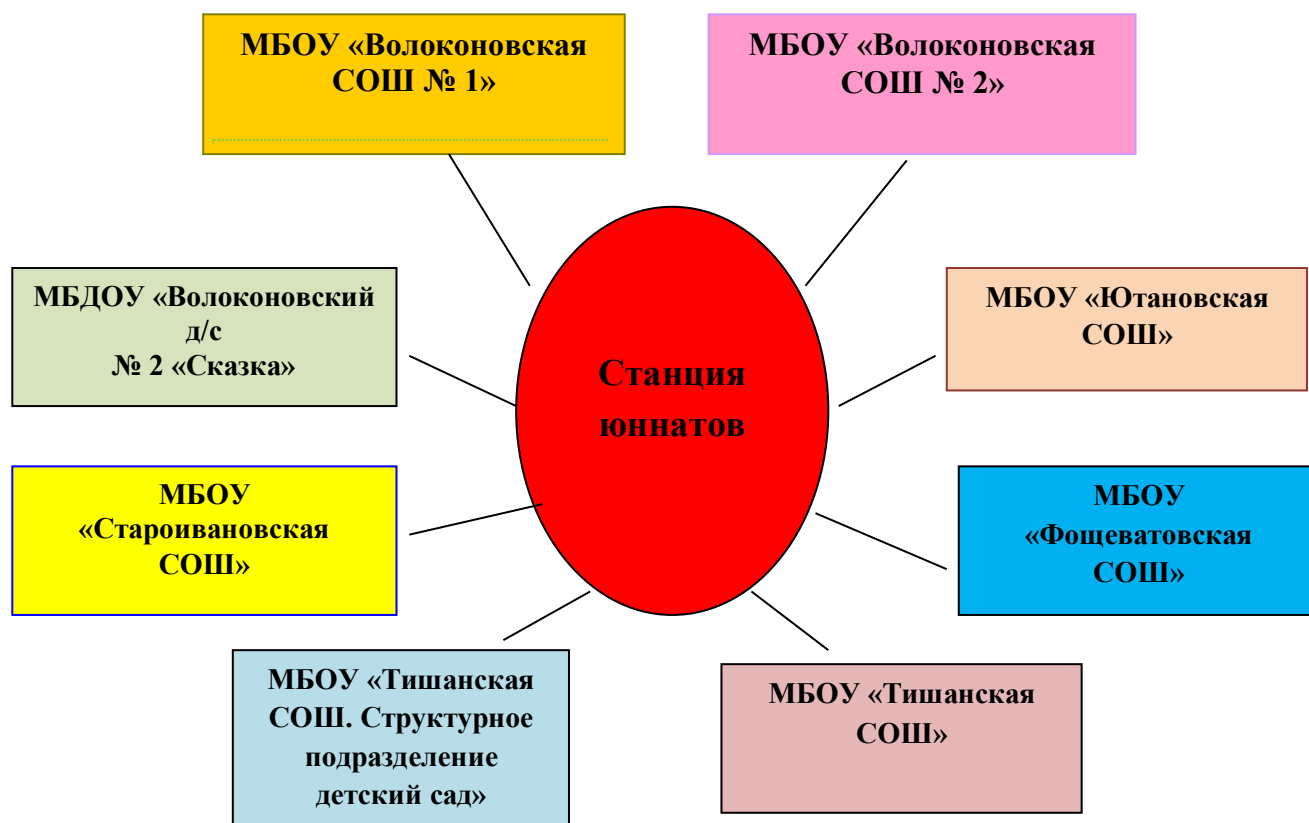 МБОУ «Волоконовская
СОШ № 1»
МБОУ «Волоконовская
СОШ № 2»
МБДОУ «Волоконовский
д/с
№ 2 «Сказка»
МБОУ «Ютановская
СОШ»
Станция
юннатов
МБОУ
«Староивановская
СОШ»
МБОУ
«Фощеватовская
СОШ»
МБОУ «Тишанская
СОШ. Структурное
подразделение
детский сад»
МБОУ «Тишанская
СОШ»